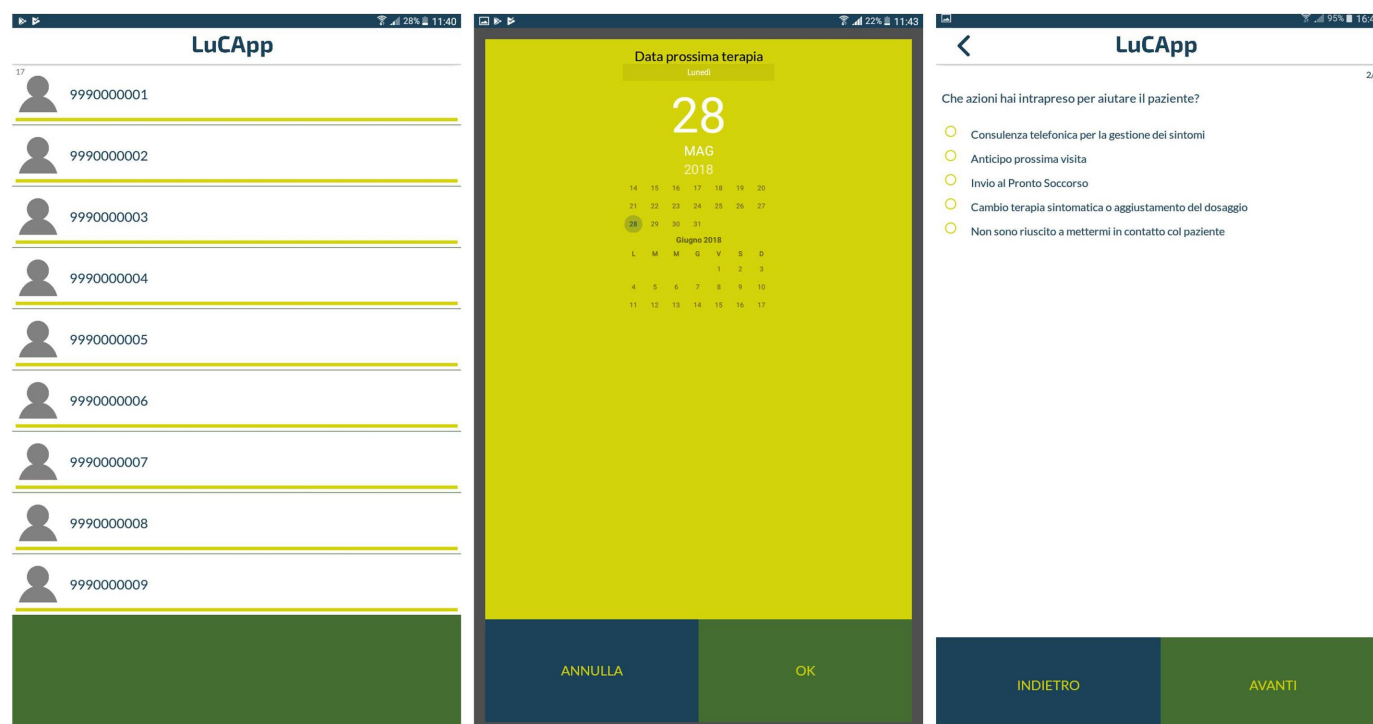 28% 11:40
LuCApp
17
9990000001
9990000002
9990000003
9990000004
9990000005
9990000006
9990000007
9990000008
9990000009
22% 11:43
Data prossima terapia
Lunedì
28
MAG
2018
14 15 16 17 18 19 20
21 22 23 24 25 26 27
28 29 30 31
Giugno 2018
L M M G V S D
1 2 3
4 5 6 7 8 9 10
11 12 13 14 15 16 17
ANNULLA OK
95%
LuCApp
Che azioni hai intrapreso per aiutare il paziente?
Consulenza telefonica per la gestione dei sintomi
Anticipo prossima visita
Invio al Pronto Soccorso
Cambio terapia sintomatica o aggiustamento del dosaggio
Non sono riuscito a mettermi in contatto col paziente
INDIETRO AVANTI